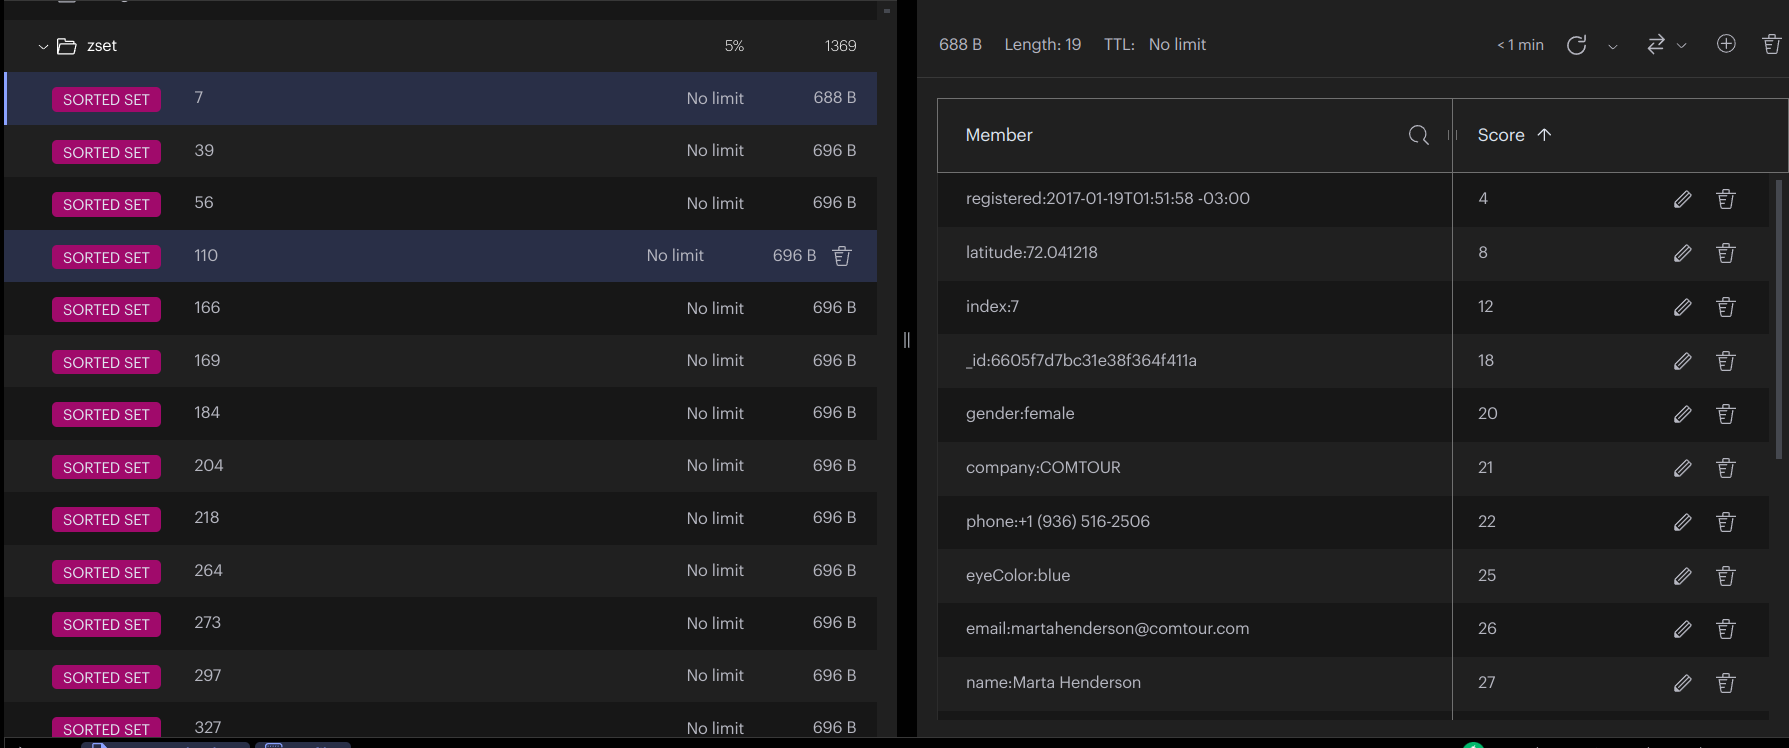 zset 5% 1369
SORTED SET 7 No limit 688 B
SORTED SET 39 No limit 696 B
SORTED SET 56 No limit 696 B
SORTED SET 110 No limit 696 B
SORTED SET 166 No limit 696 B
SORTED SET 169 No limit 696 B
SORTED SET 184 No limit 696 B
SORTED SET 204 No limit 696 B
SORTED SET 218 No limit 696 B
SORTED SET 264 No limit 696 B
SORTED SET 273 No limit 696 B
SORTED SET 297 No limit 696 B
SORTED SET 327 No limit 696 B
688 B Length: 19 TTL: No limit < 1 min
Member Score
registered:2017-01-19T01:51:58 -03:00 4
latitude:72.041218 8
index:7 12
_id:6605f7d7bc31e38f364f411a 18
gender:female 20
company:COMTOUR 21
phone:+1 (936) 516-2506 22
eyeColor:blue 25
email:martahenderson@comtour.com 26
name:Marta Henderson 27